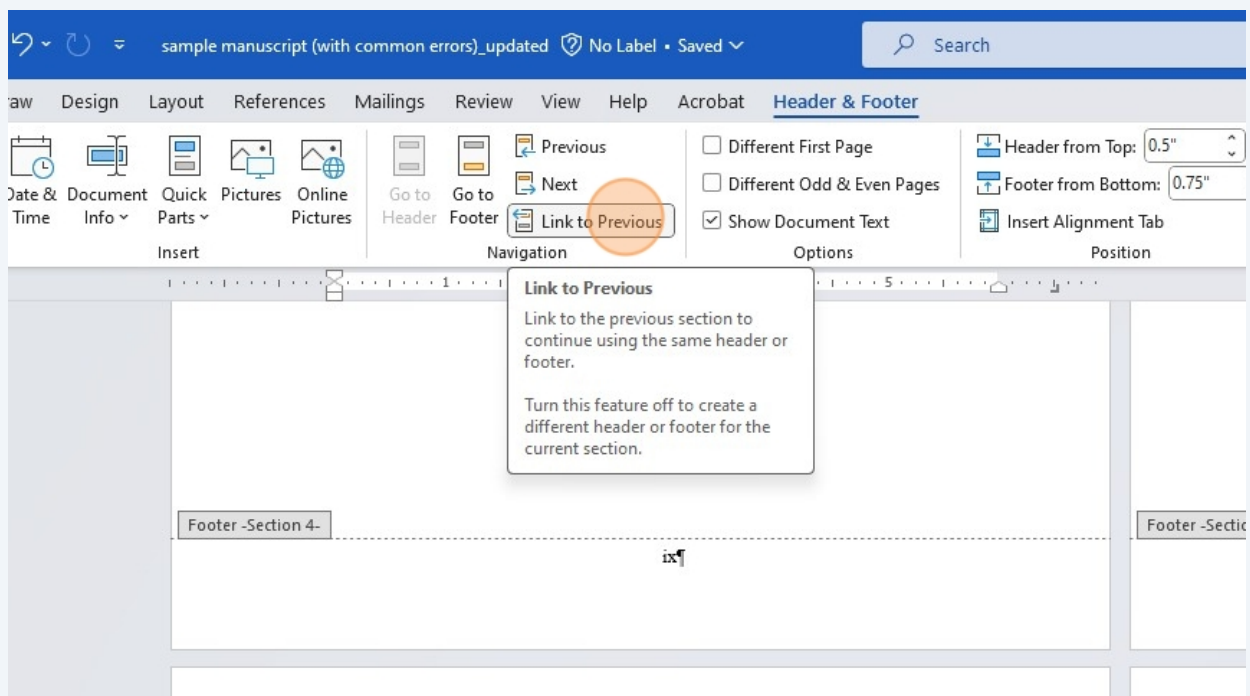 sample manuscript (with common errors)_updated No Label • Saved
Search
raw Design Layout References Mailings Review View Help Acrobat Header & Footer
Date & Time
Document Info
Quick Parts
Pictures
Online Pictures
Insert
Go to Header
Go to Footer
Previous
Next
Link to Previous
Navigation
Different First Page
Different Odd & Even Pages
Show Document Text
Options
Header from Top: 0.5"
Footer from Bottom: 0.75"
Insert Alignment Tab
Position
1 5
Link to Previous
Link to the previous section to
continue using the same header or
footer.
Turn this feature off to create a
different header or footer for the
current section.
Footer -Section 4-
Footer -Sectio
ix¶